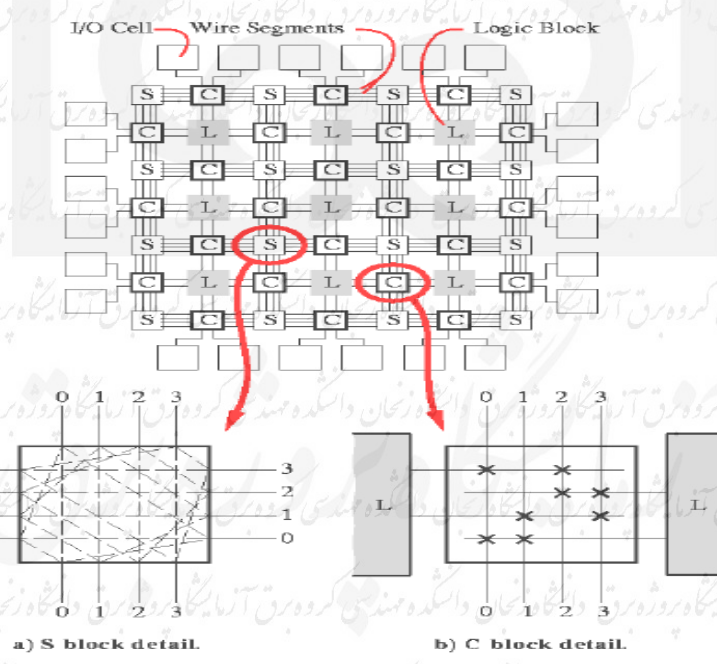 I/O Cell Wire Segments Logic Block
S C S C S C S
C L C L C L C
S C S C S C S
C L C L C L C
S C S C S C S
C L C L C L C
S C S C S C S
0 1 2 3
3
2
1
0
0 1 2 3
a) S block detail.
0 1 2 3
L L
0 1 2 3
b) C block detail.